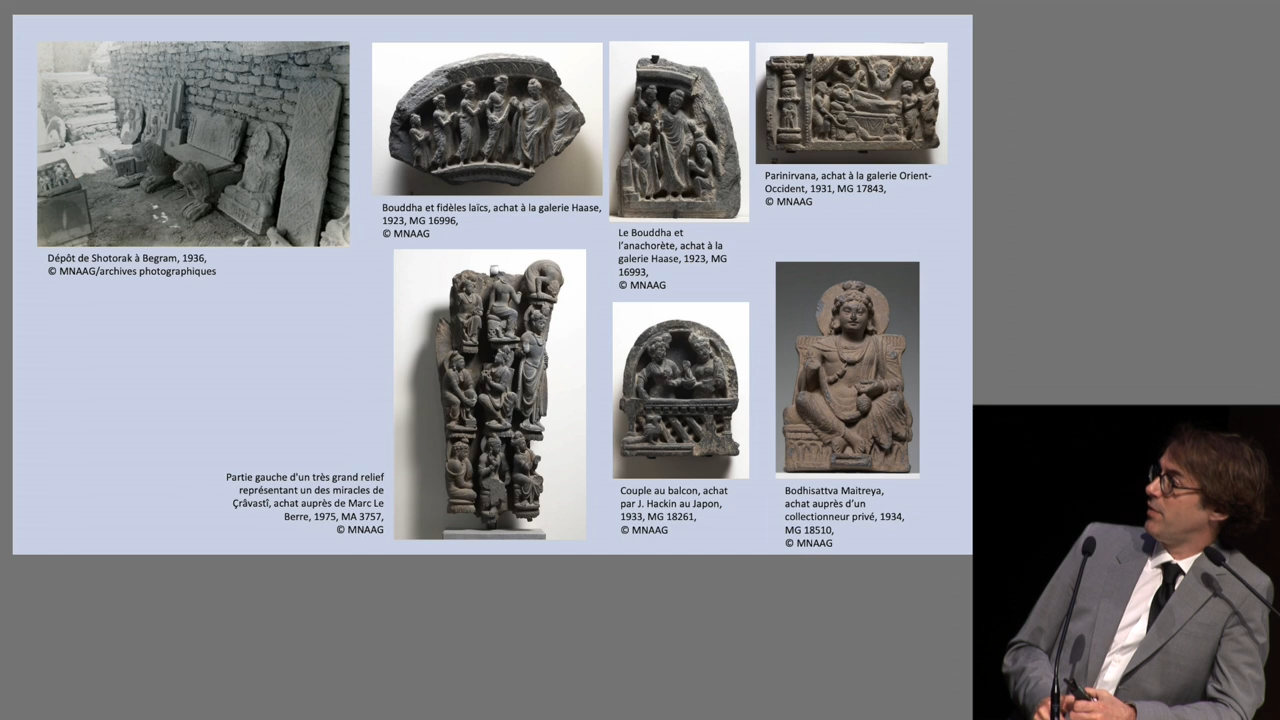 Dépôt de Shotorak à Begram, 1936,
© MNAAG/archives photographiques
Bouddha et fidèles laïcs, achat à la galerie Haase,
1923, MG 16996,
© MNAAG
Le Bouddha et
l’anachorète, achat à la
galerie Haase, 1923, MG
16993,
© MNAAG
Parinirvana, achat à la galerie Orient-
Occident, 1931, MG 17843,
© MNAAG
Partie gauche d'un très grand relief
représentant un des miracles de
Çrâvastî, achat auprès de Marc Le
Berre, 1975, MA 3757,
© MNAAG
Couple au balcon, achat
par J. Hackin au Japon,
1933, MG 18261,
© MNAAG
Bodhisattva Maitreya,
achat auprès d’un
collectionneur privé, 1934,
MG 18510,
© MNAAG